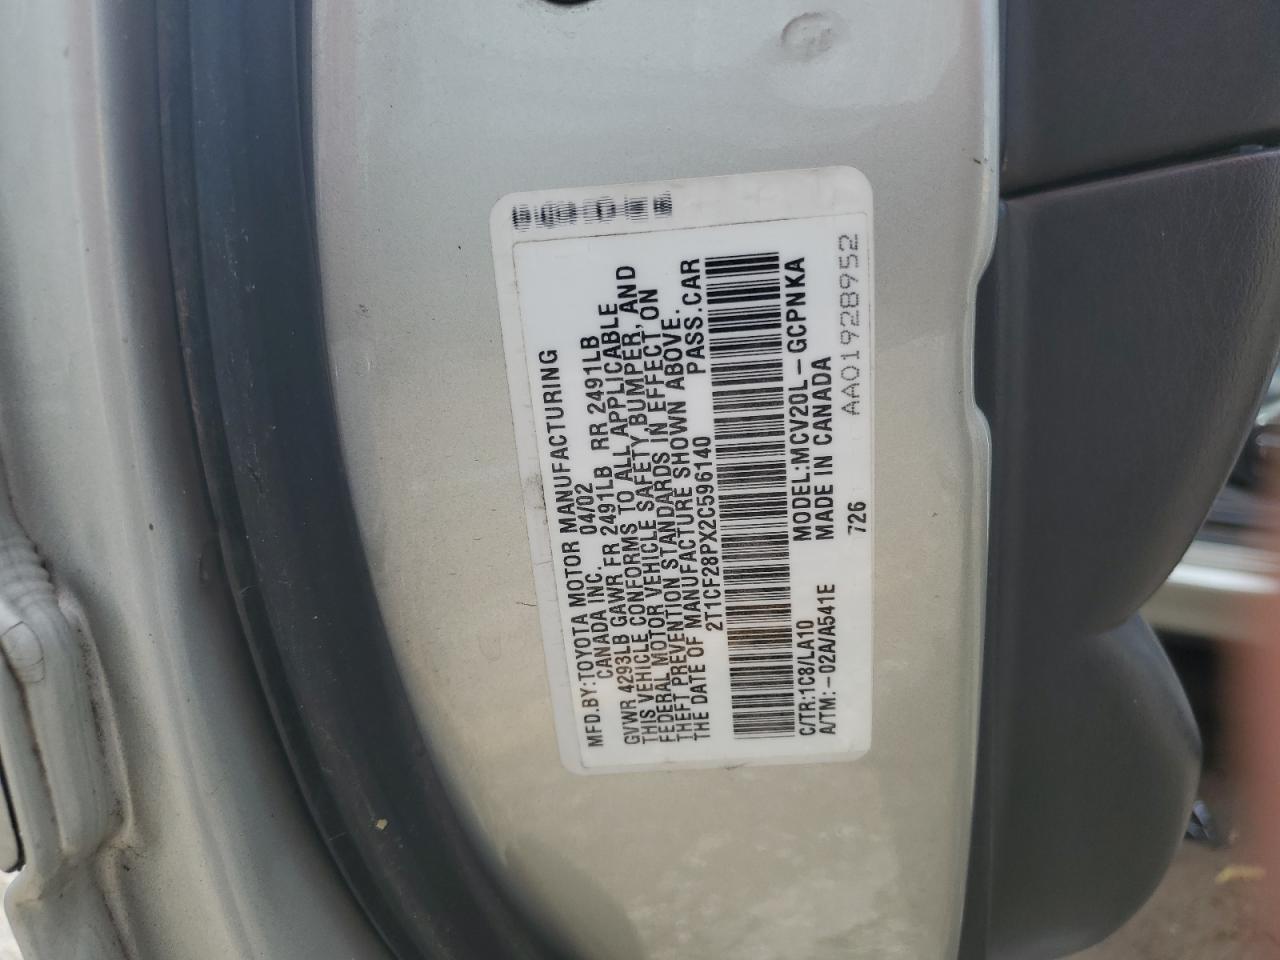 MFD.BY:TOYOTA MOTOR MANUFACTURING
CANADA INC. 04/02
GVWR 4293LB GAWR FR 2491LB RR 2491LB
THIS VEHICLE CONFORMS TO ALL APPLICABLE
FEDERAL MOTOR VEHICLE SAFETY,BUMPER, AND
THEFT PREVENTION STANDARDS IN EFFECT ON
THE DATE OF MANUFACTURE SHOWN ABOVE.
2T1CF28PX2C596140 PASS.CAR
C/TR:1C8/LA10 MODEL:MCV20L-GCPNKA
A/TM:-02A/A541E MADE IN CANADA
726 AA01928952